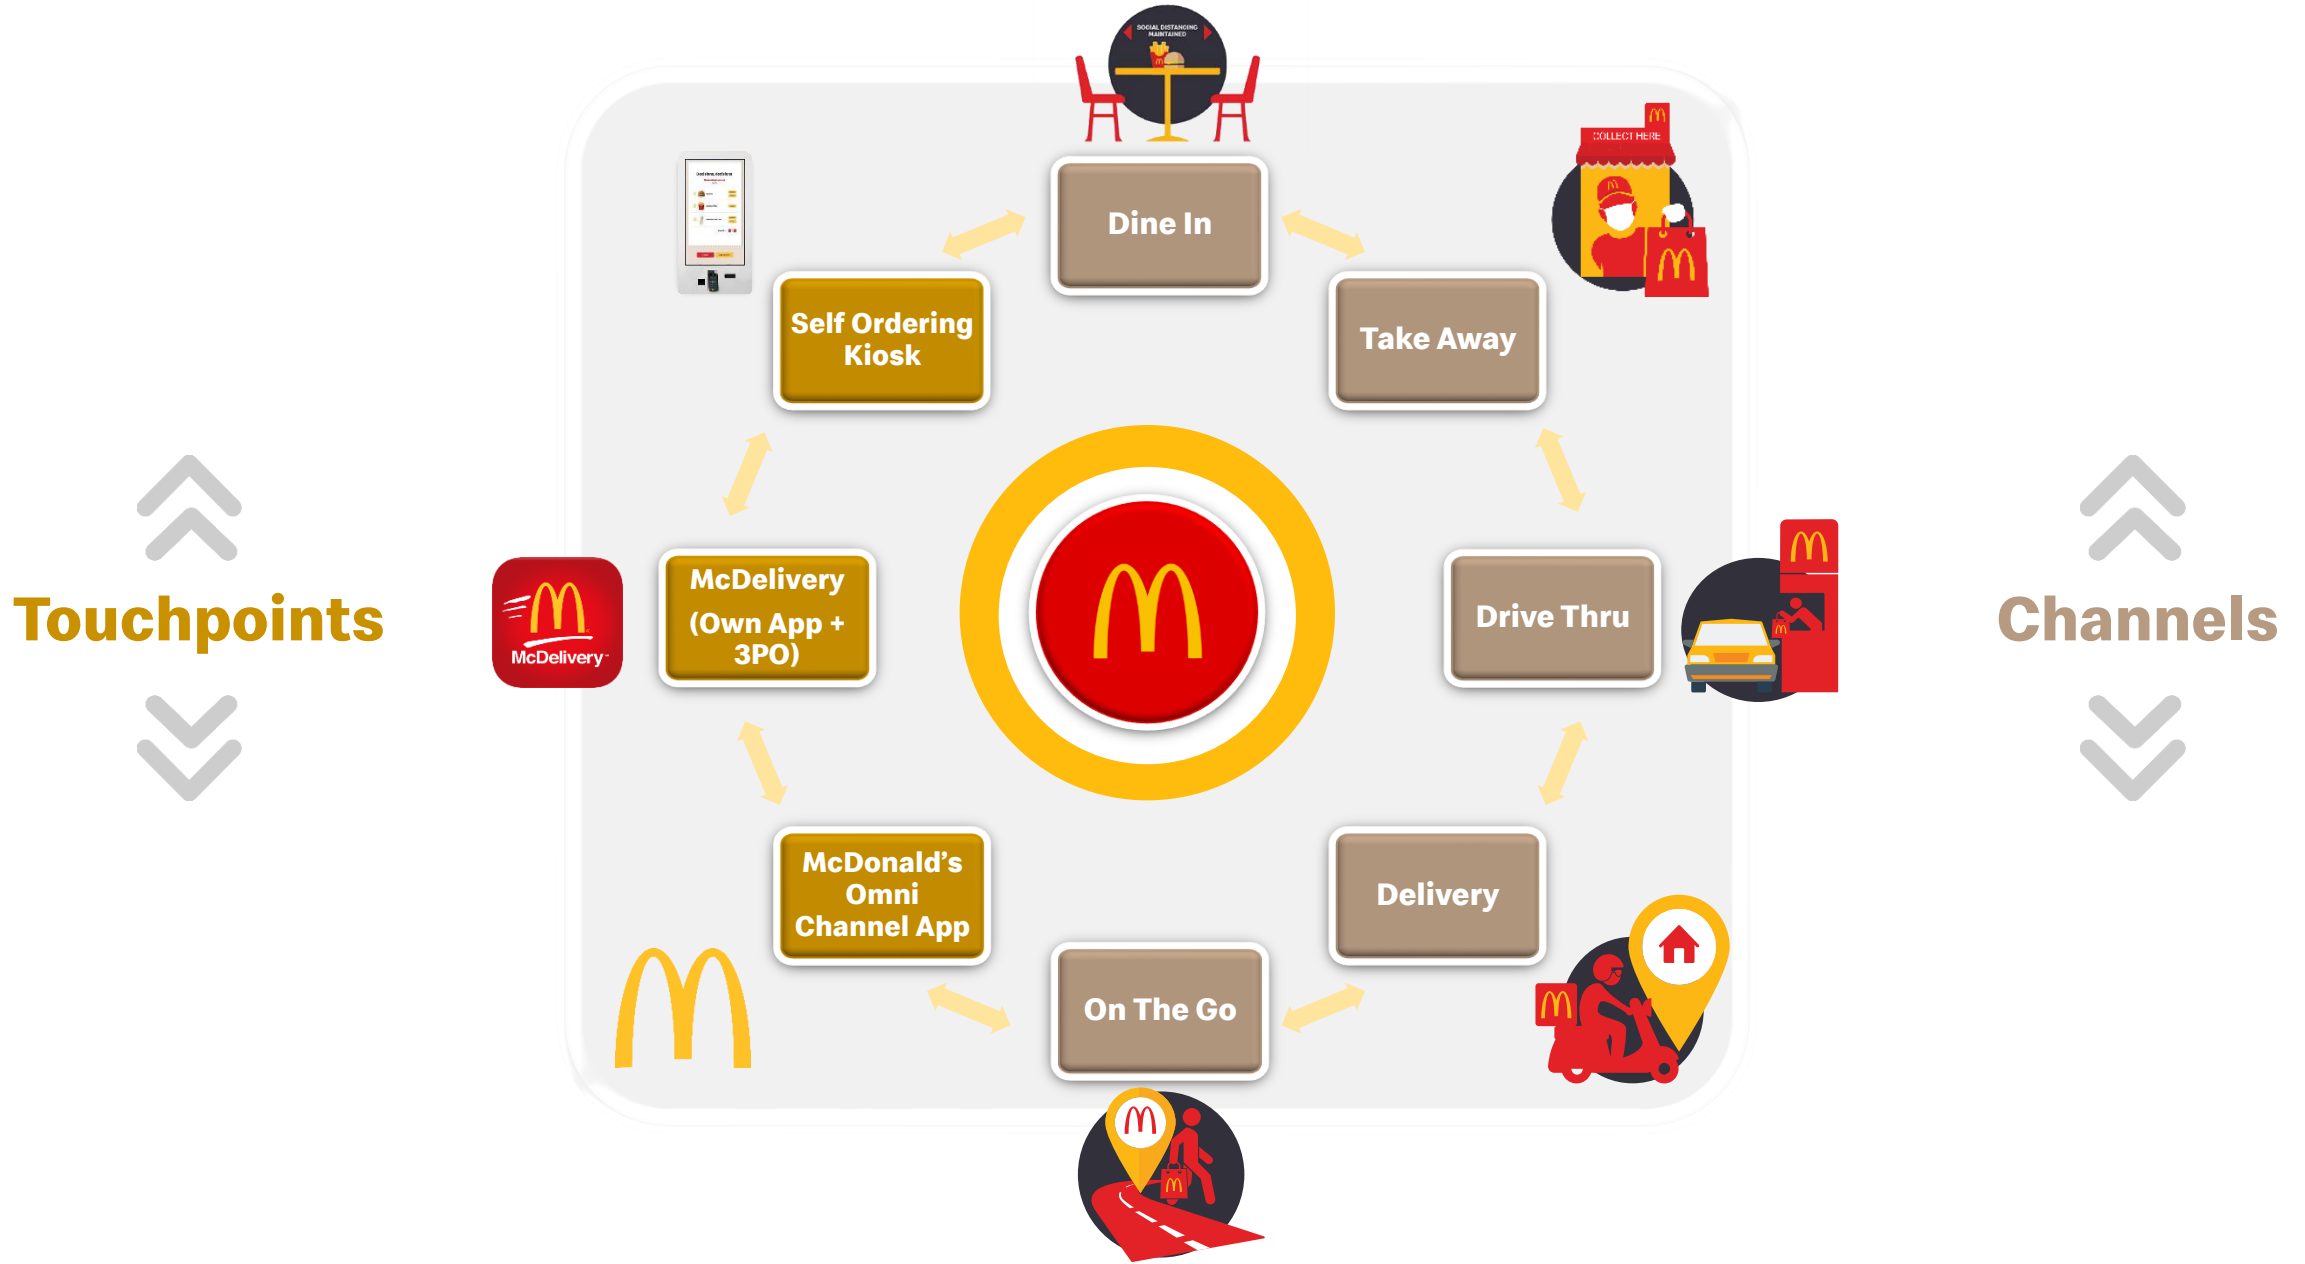 SOCIAL DISTANCING
MAINTAINED
COLLECT HERE
Dine In
Self Ordering
Kiosk
Take Away
Touchpoints
McDelivery
McDelivery
(Own App +
3PO)
Drive Thru
Channels
McDonald’s
Omni
Channel App
Delivery
On The Go